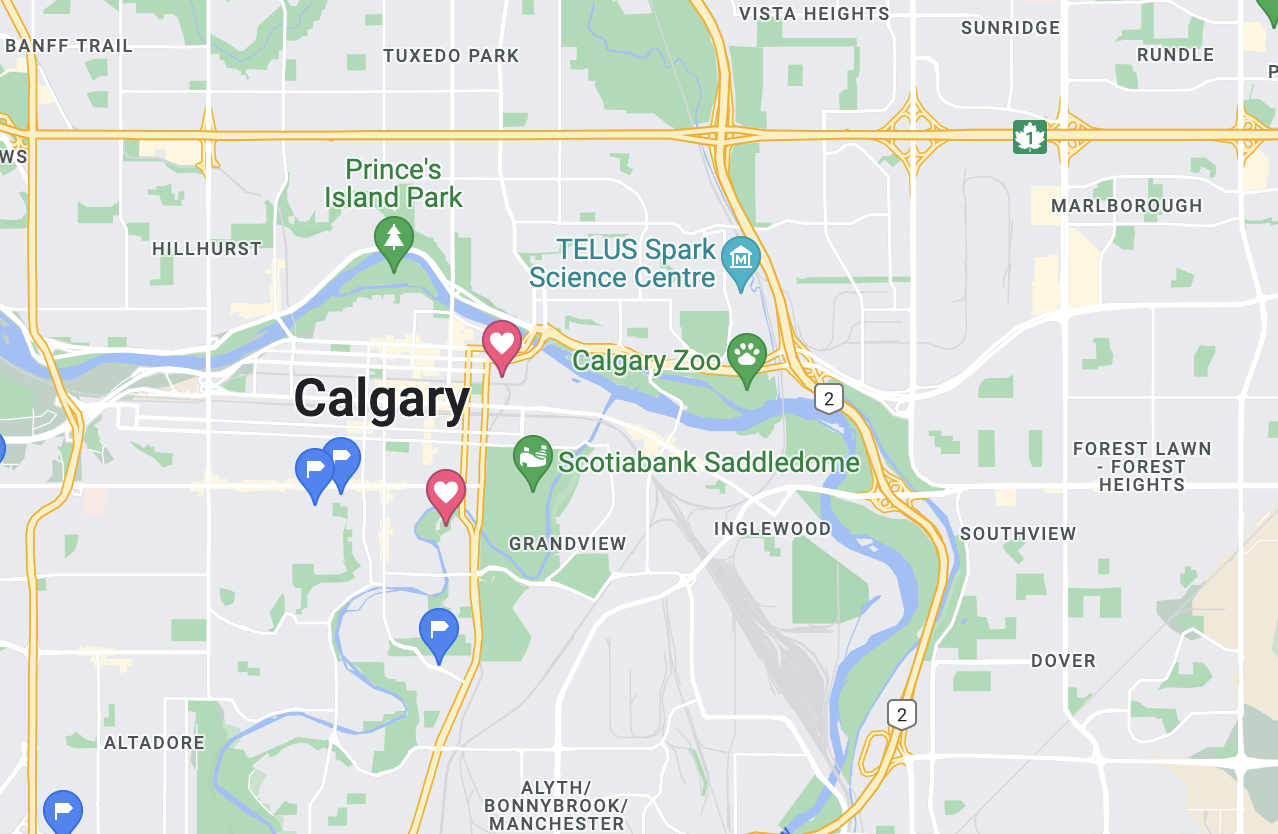 VISTA HEIGHTS
SUNRIDGE
BANFF TRAIL
TUXEDO PARK
RUNDLE
P
1
WS
Prince's
Island Park
MARLBOROUGH
HILLHURST
TELUS Spark
Science Centre
M
Calgary Zoo
Calgary
2
Scotiabank Saddledome
FOREST LAWN
- FOREST
HEIGHTS
INGLEWOOD
SOUTHVIEW
GRANDVIEW
DOVER
2
ALTADORE
ALYTH/
BONNYBROOK/
MANCHESTER